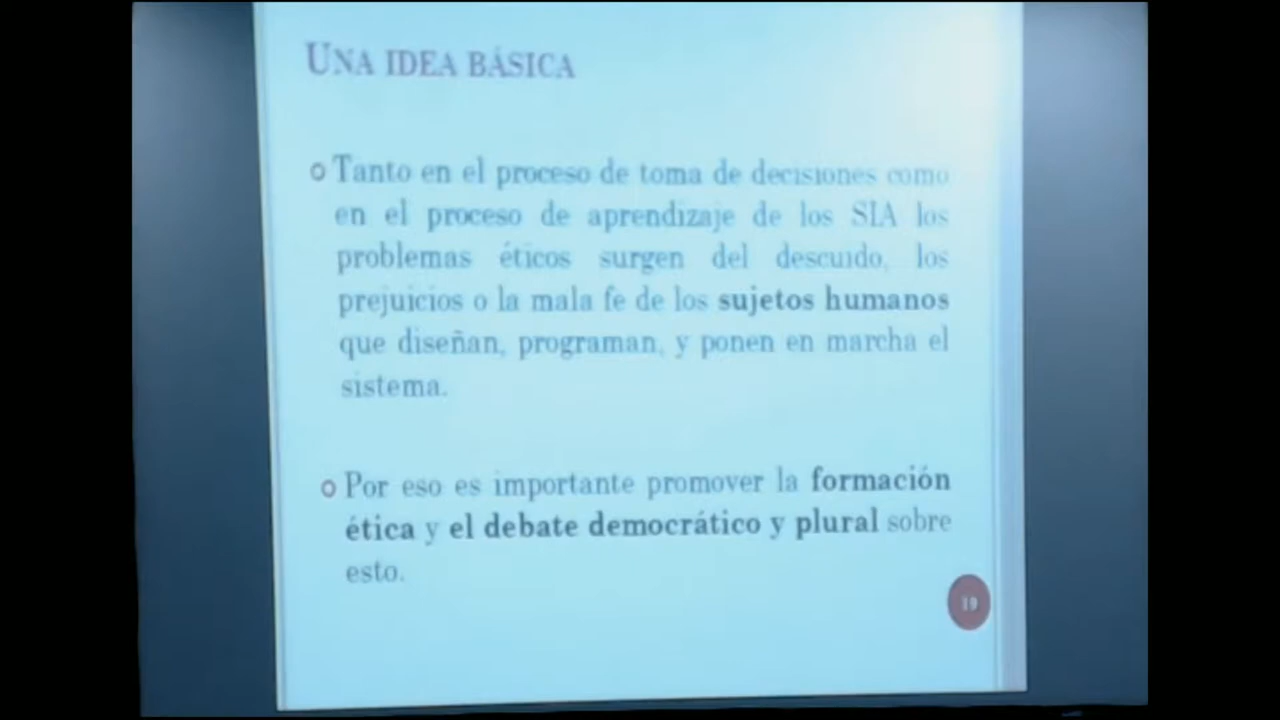 UNA IDEA BÁSICA
Tanto en el proceso de toma de decisiones como
en el proceso de aprendizaje de los SIA los
problemas éticos surgen del descuido, los
prejuicios o la mala fe de los sujetos humanos
que diseñan, programan, y ponen en marcha el
sistema.
Por eso es importante promover la formación
ética y el debate democrático y plural sobre
esto.
19